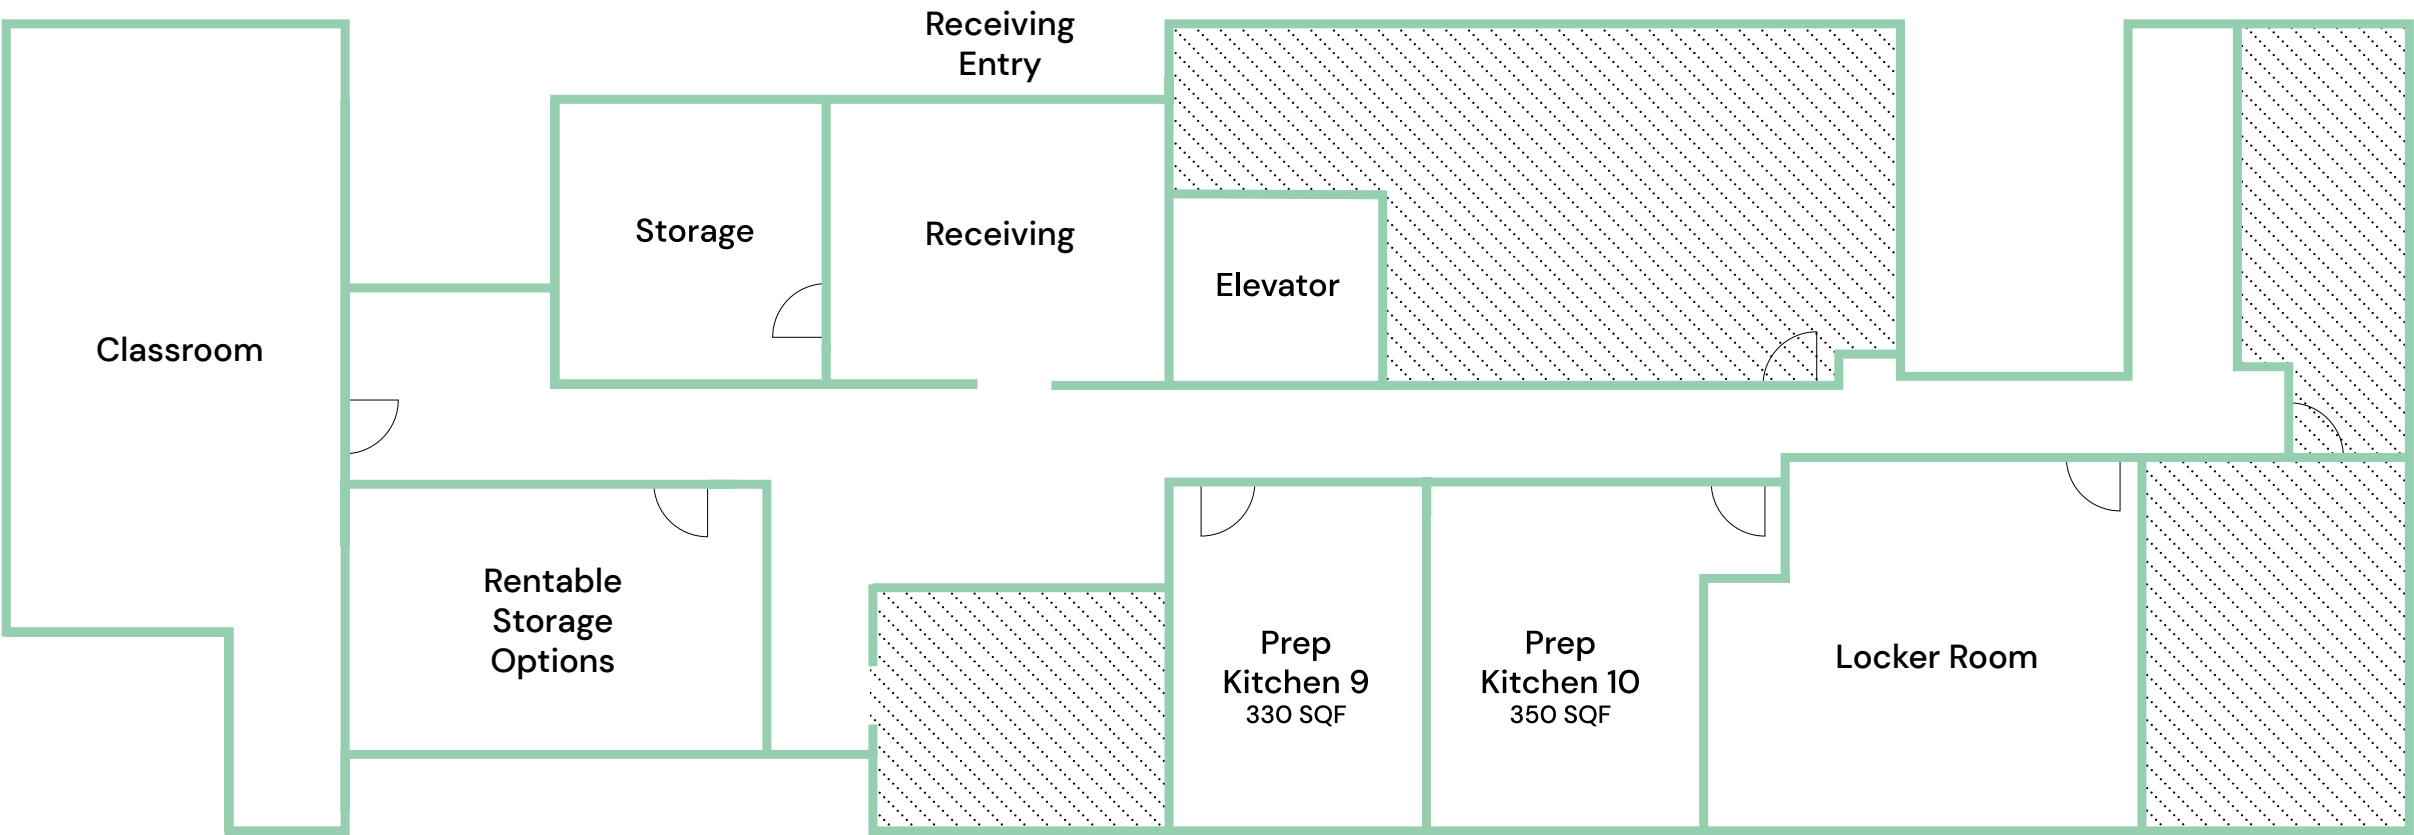 Receiving
Entry
Storage
Receiving
Elevator
Classroom
Rentable
Storage
Options
Prep
Kitchen 9
330 SQF
Prep
Kitchen 10
350 SQF
Locker Room